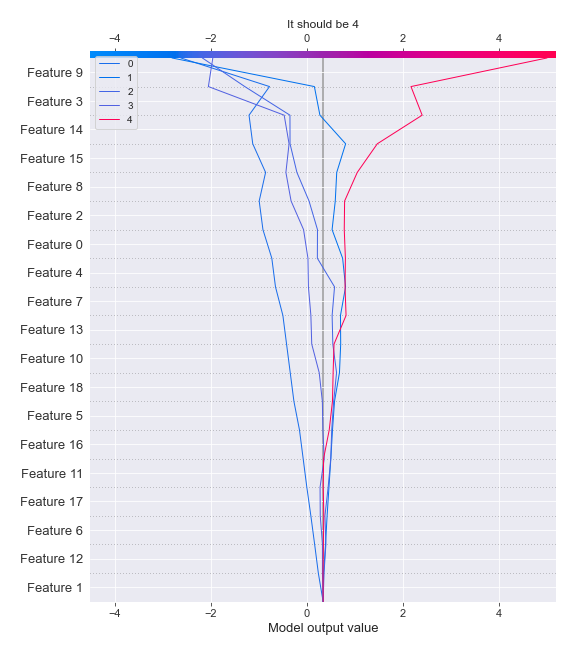 It should be 4
−4 −2 0 2 4
0
1
2
3
4
Feature 9
Feature 3
Feature 14
Feature 15
Feature 8
Feature 2
Feature 0
Feature 4
Feature 7
Feature 13
Feature 10
Feature 18
Feature 5
Feature 16
Feature 11
Feature 17
Feature 6
Feature 12
Feature 1
−4 −2 0 2 4
Model output value